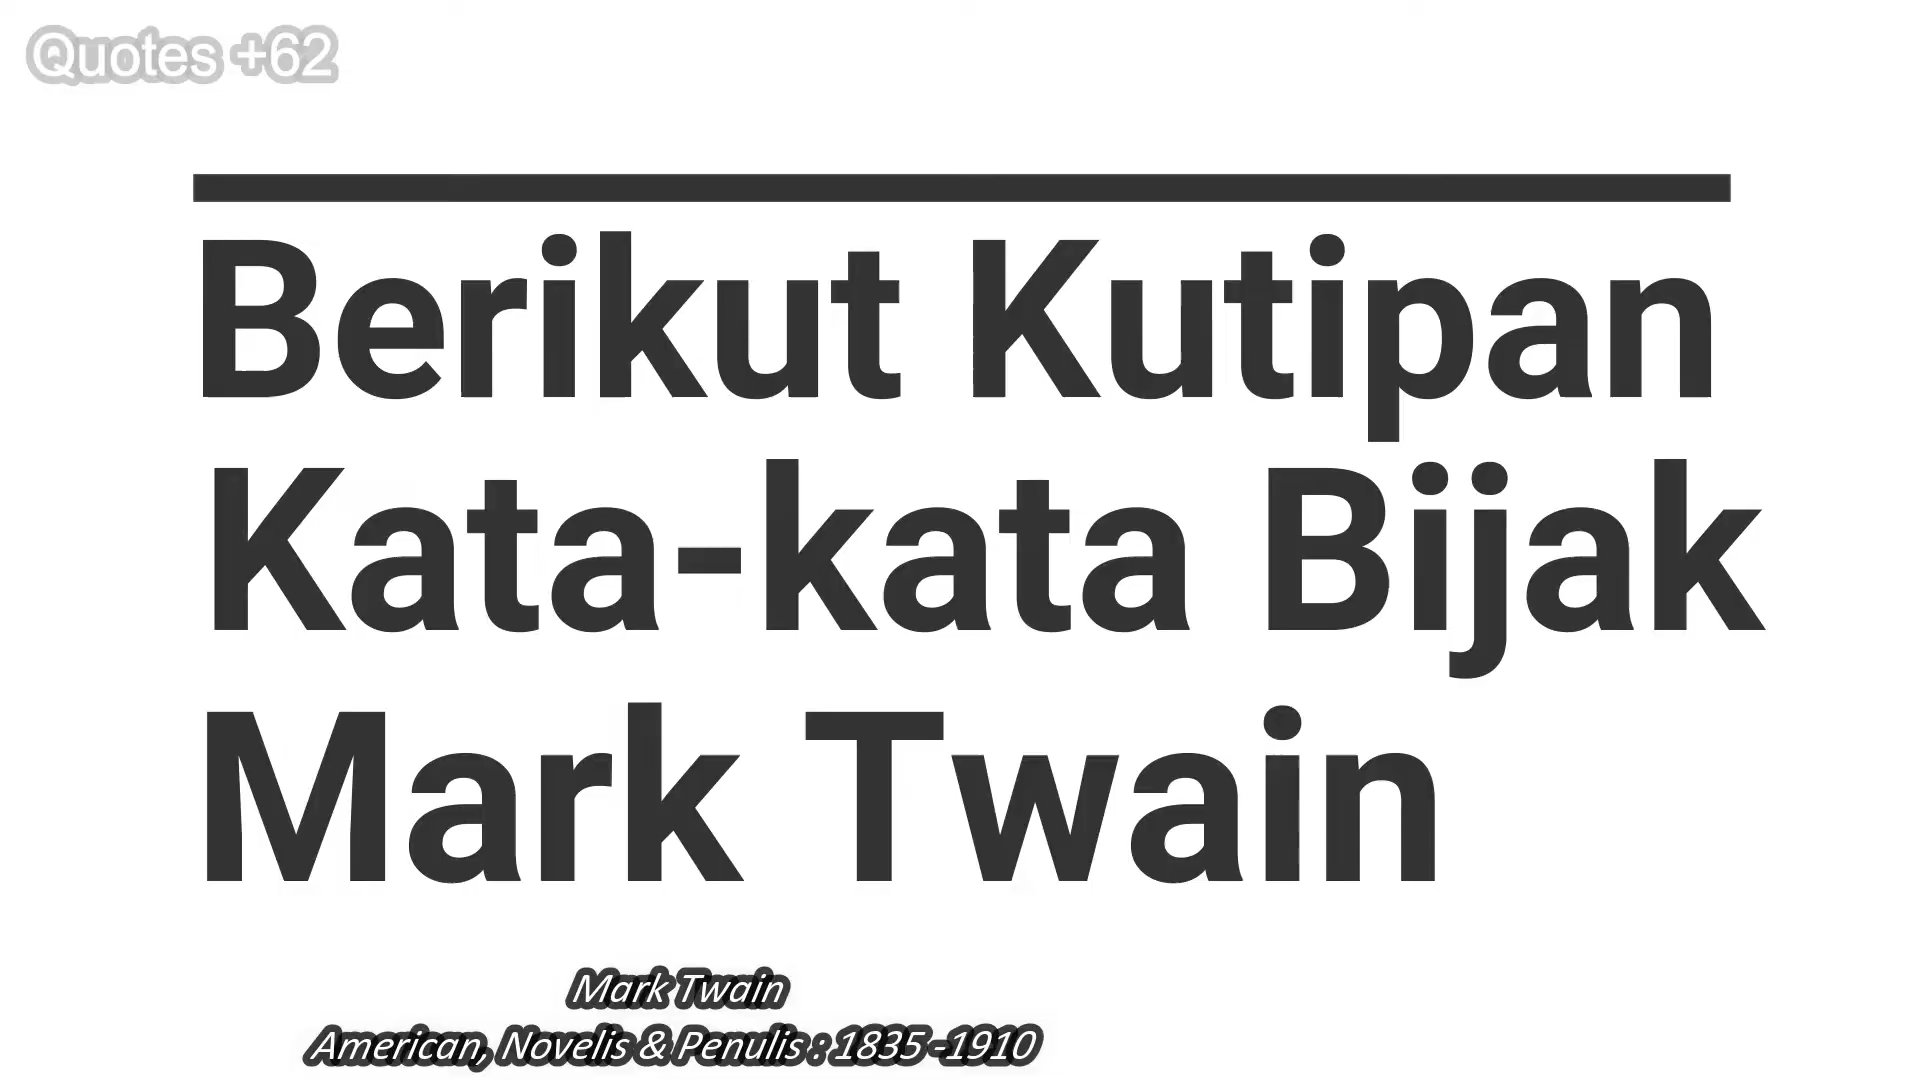 Quotes +62
Berikut Kutipan
Kata-kata Bijak
Mark Twain
Mark Twain
American, Novelis & Penulis : 1835 -1910